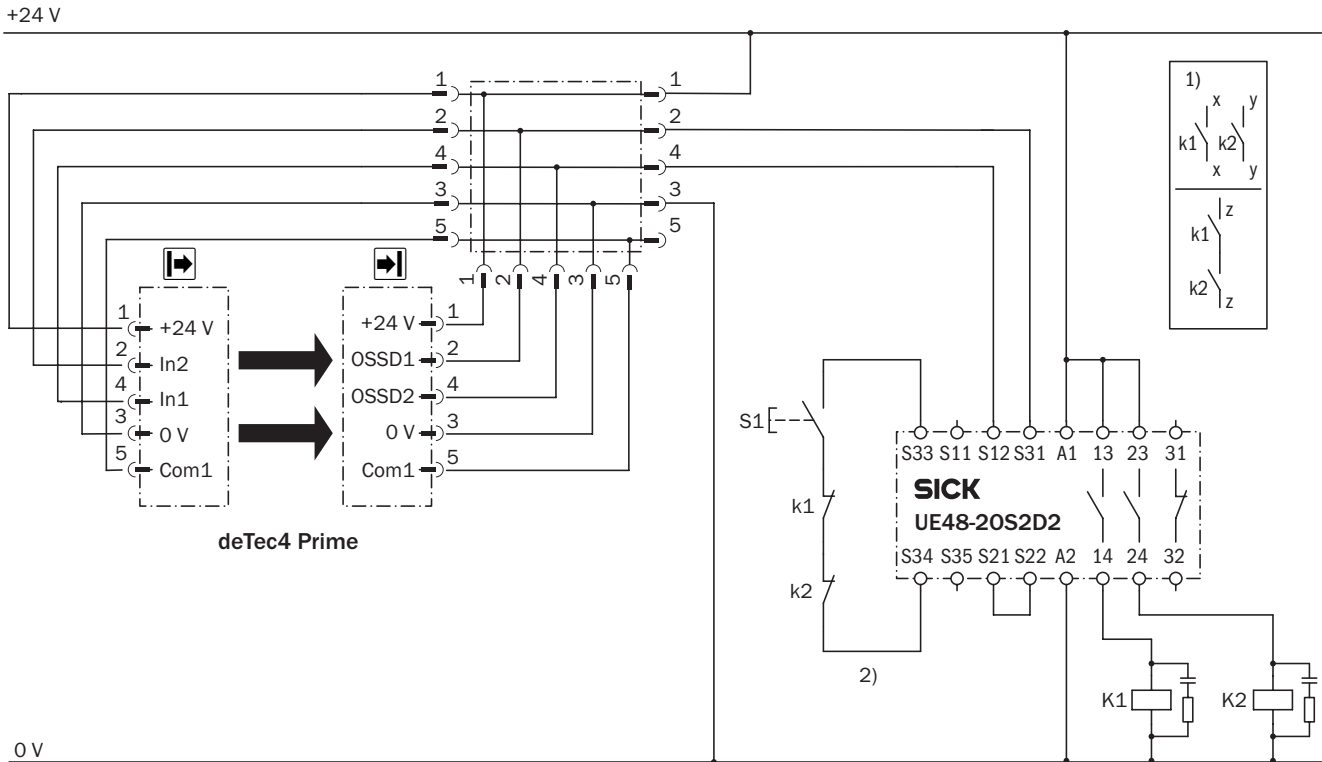 +24 V
1
2
4
3
5
1
2
4
3
5
1
2
4
3
5
1
2
4
3
5
+24 V
In2
In1
0 V
Com1
+24 V
OSSD1
OSSD2
0 V
Com1
1
2
4
3
5
deTec4 Prime
1)
x y
k1 k2
x y
z
k1
k2
z
S1
k1
k2
2)
S33 S11 S12 S31 A1 13 23 31
SICK
UE48-20S2D2
S34 S35 S21 S22 A2 14 24 32
K1
K2
0 V